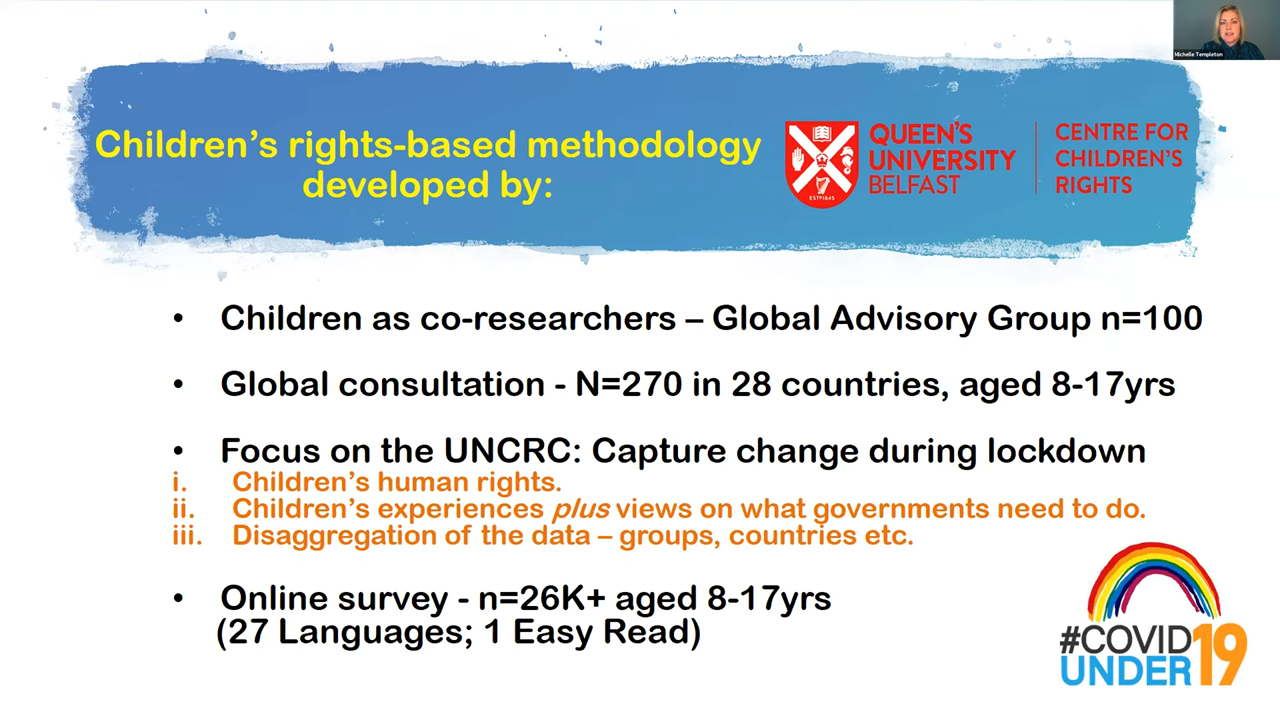 Michelle Templeton
Children's rights-based methodology
developed by:
QUEEN'S
UNIVERSITY
BELFAST
ESTD 1845
CENTRE FOR
CHILDREN'S
RIGHTS
• Children as co-researchers – Global Advisory Group n=100
• Global consultation - N=270 in 28 countries, aged 8-17yrs
• Focus on the UNCRC: Capture change during lockdown
i. Children's human rights.
ii. Children's experiences plus views on what governments need to do.
iii. Disaggregation of the data – groups, countries etc.
• Online survey - n=26K+ aged 8-17yrs
(27 Languages; 1 Easy Read)
#COVID
UNDER 19